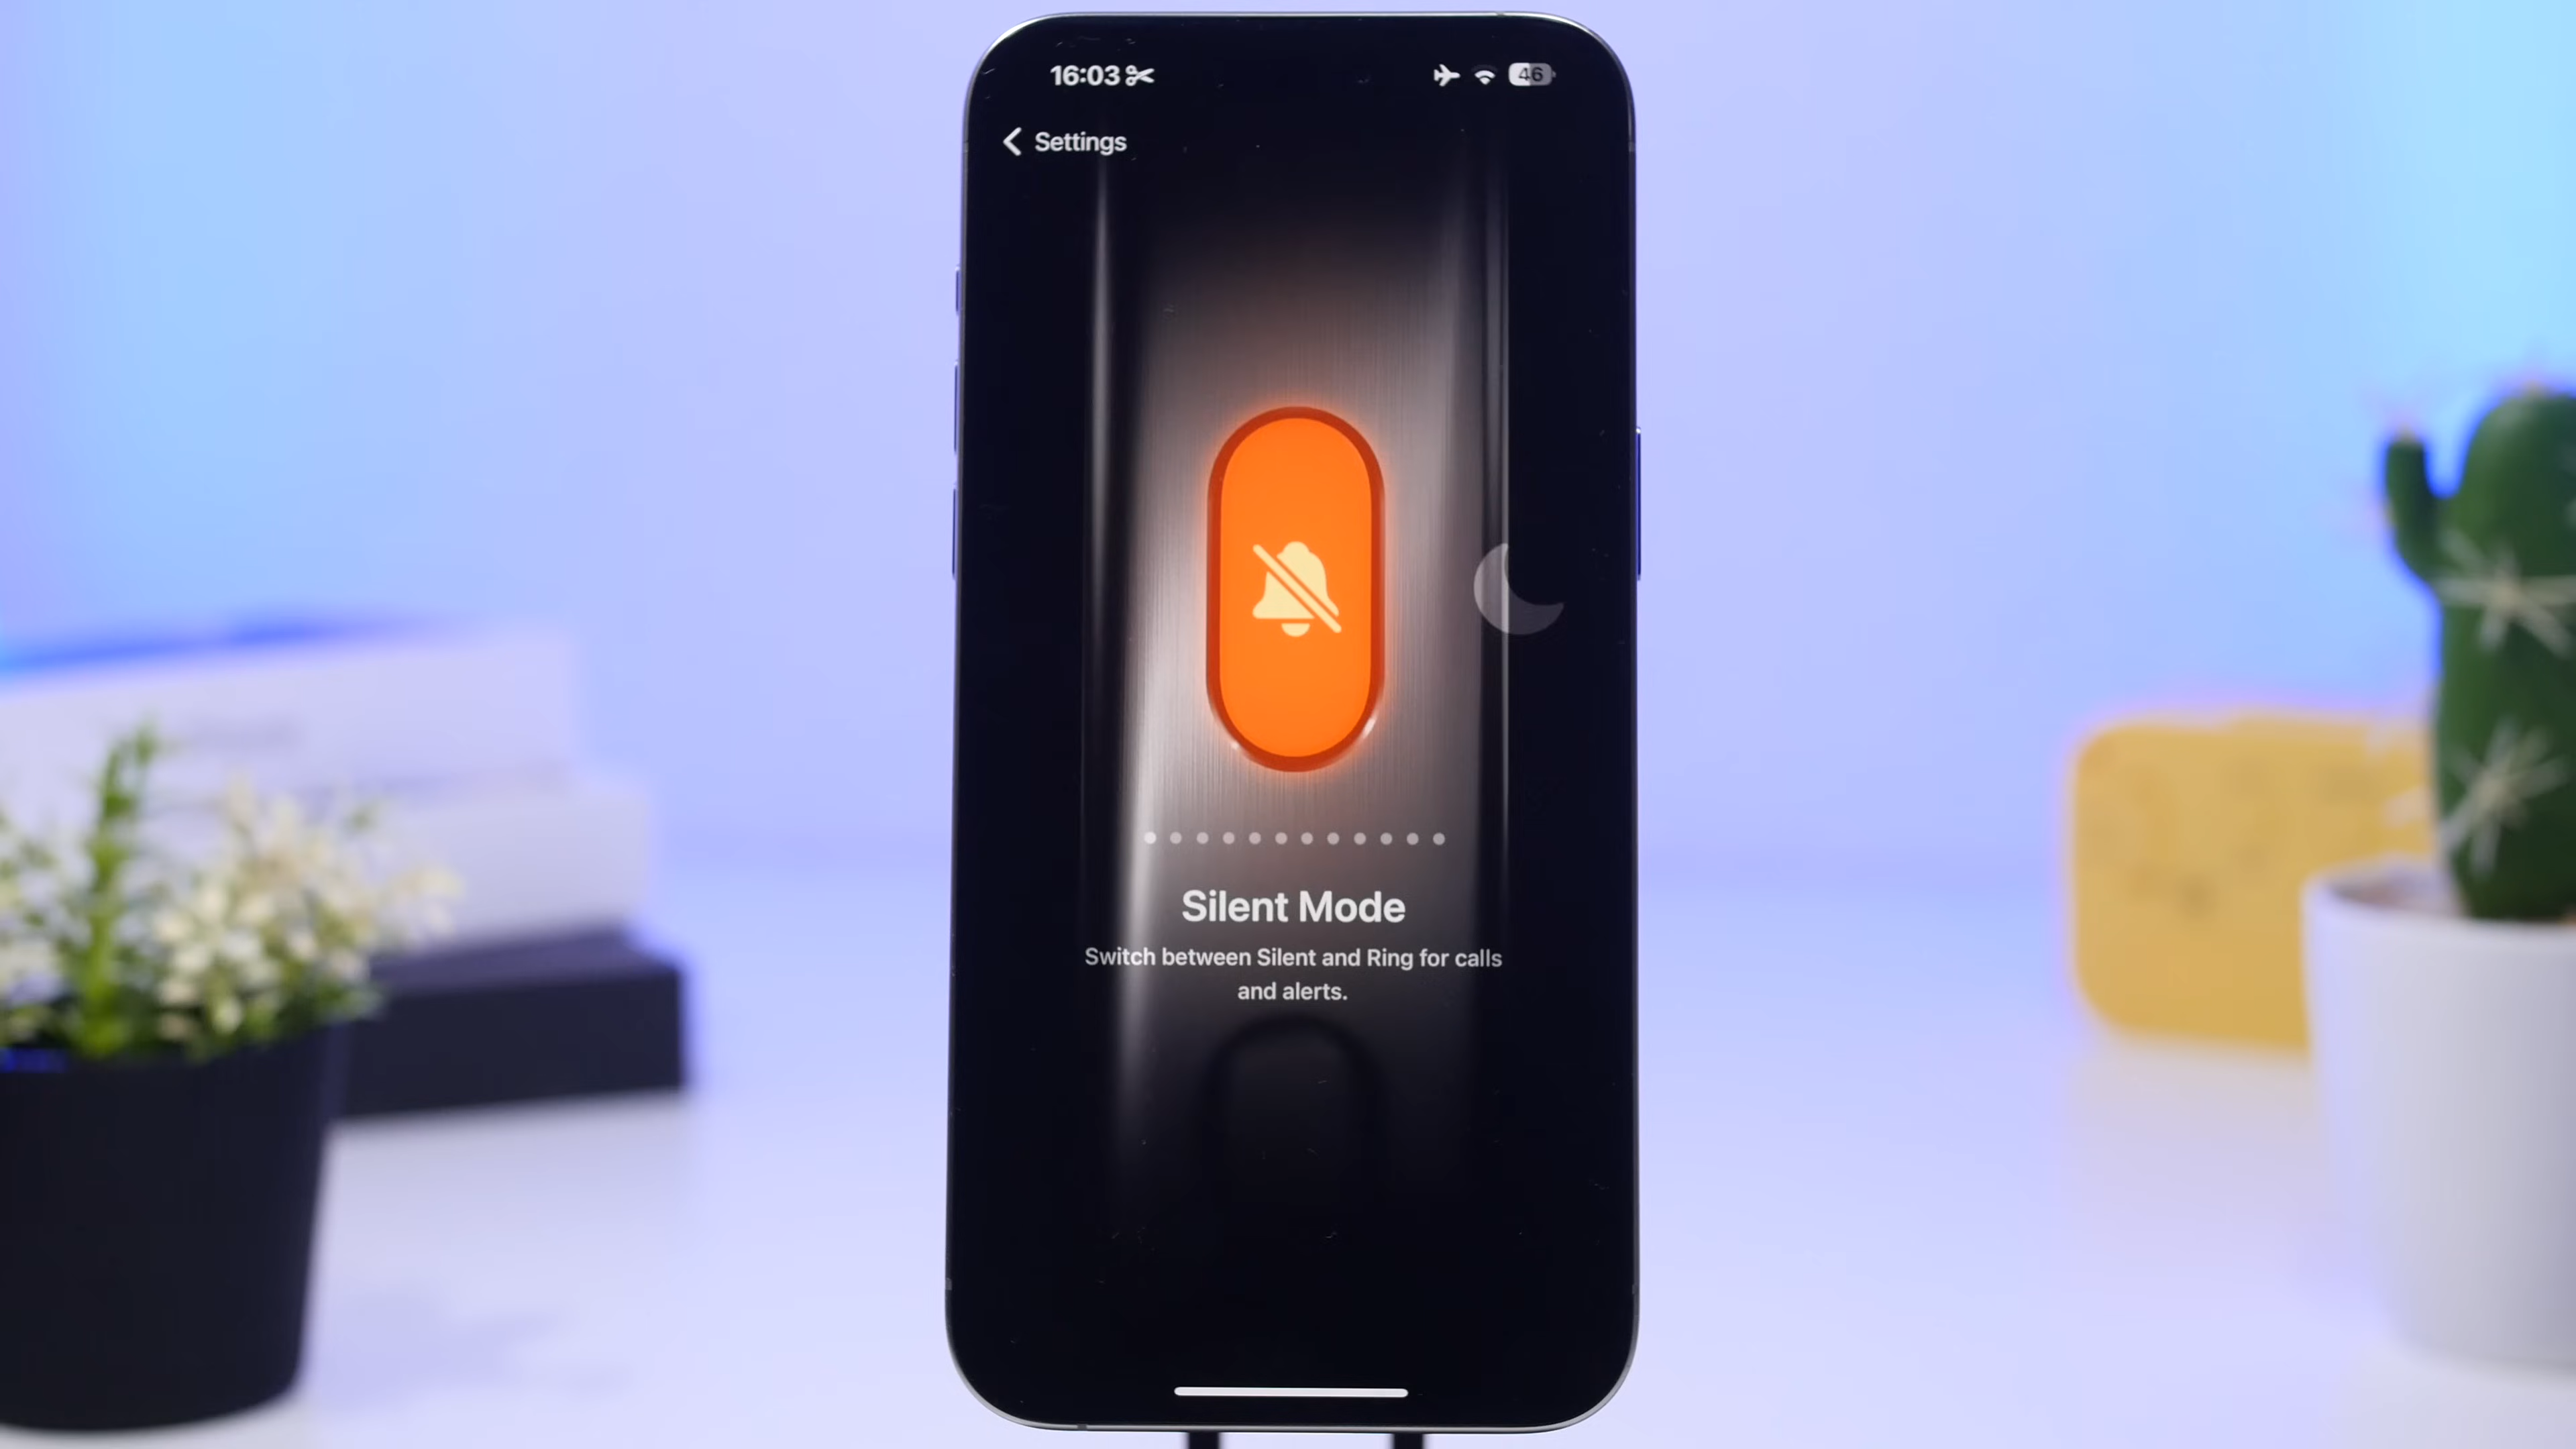 16:03
46
Settings
Silent Mode
Switch between Silent and Ring for calls
and alerts.